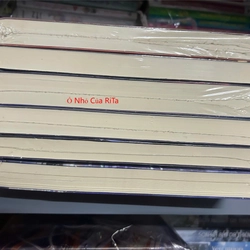 Ổ Nhỏ Của RiTa